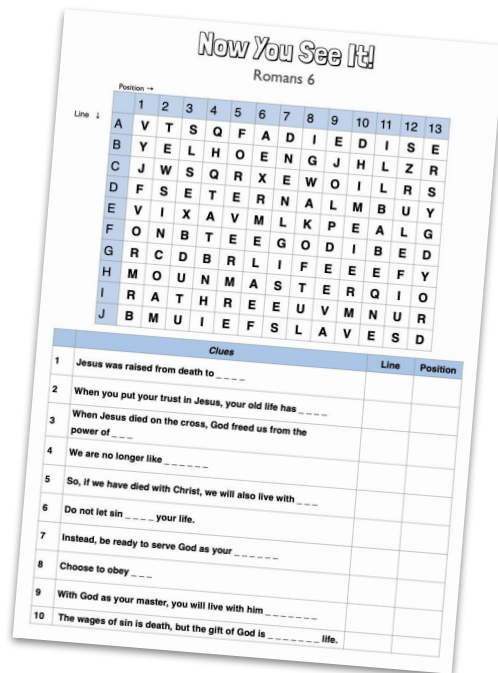 Now You See It!
Romans 6
Position →
Line ↓
1 2 3 4 5 6 7 8 9 10 11 12 13
A V T S Q F A D I E D I S E
B Y E L H O E N G J H L Z R
C J W S Q R X E W O I L R S
D F S E T E R N A L M B U Y
E V I X A V M L K P E A L G
F O N B T E E G O D I B E D
G R C D B R L I F E E E F Y
H M O U N M A S T E R Q I O
I R A T H R E E U V M N U R
J B M U I E F S L A V E S D
Clues Line Position
1 Jesus was raised from death to _ _ _ _
2 When you put your trust in Jesus, your old life has _ _ _ _
3 When Jesus died on the cross, God freed us from the
power of _ _ _
4 We are no longer like _ _ _ _ _ _
5 So, if we have died with Christ, we will also live with _ _ _
6 Do not let sin _ _ _ _ your life.
7 Instead, be ready to serve God as your _ _ _ _ _ _
8 Choose to obey _ _ _
9 With God as your master, you will live with him _ _ _ _ _ _ _
10 The wages of sin is death, but the gift of God is _ _ _ _ _ _ _ life.